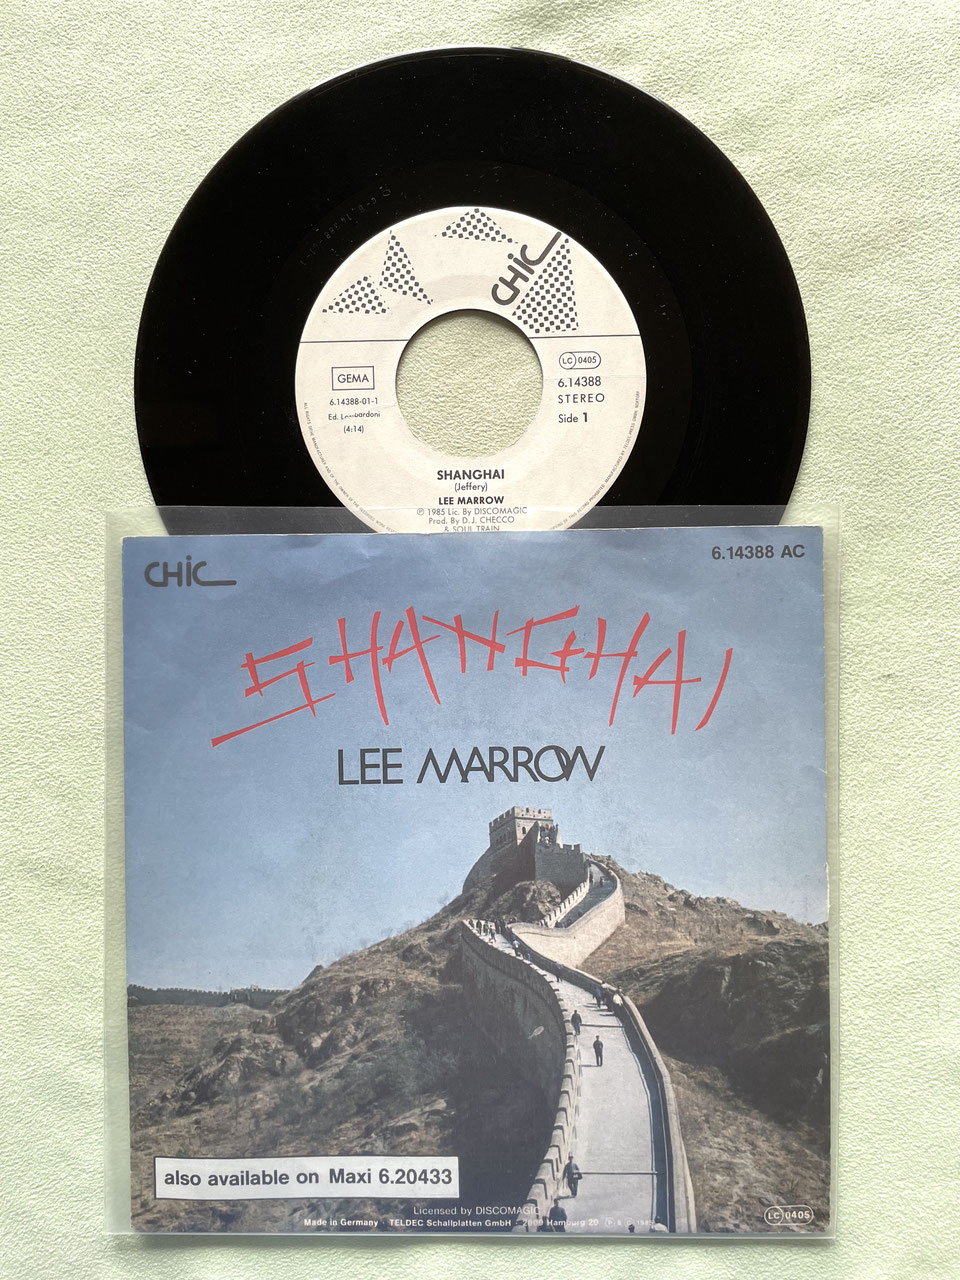 CHIC
GEMA
6.14388-01-1
Ed. Lombardoni
(4:14)
LC 0405
6.14388
STEREO
Side 1
SHANGHAI
(Jeffery)
LEE MARROW
℗ 1985 Lic. By DISCOMAGIC
Prod. By D. J. CHECCO
& SOUL TRAIN
CHIC
6.14388 AC
SHANGHAI
LEE MARROW
also available on Maxi 6.20433
Licensed by DISCOMAGIC
Made in Germany · TELDEC Schallplatten GmbH · 2000 Hamburg 20
LC 0405